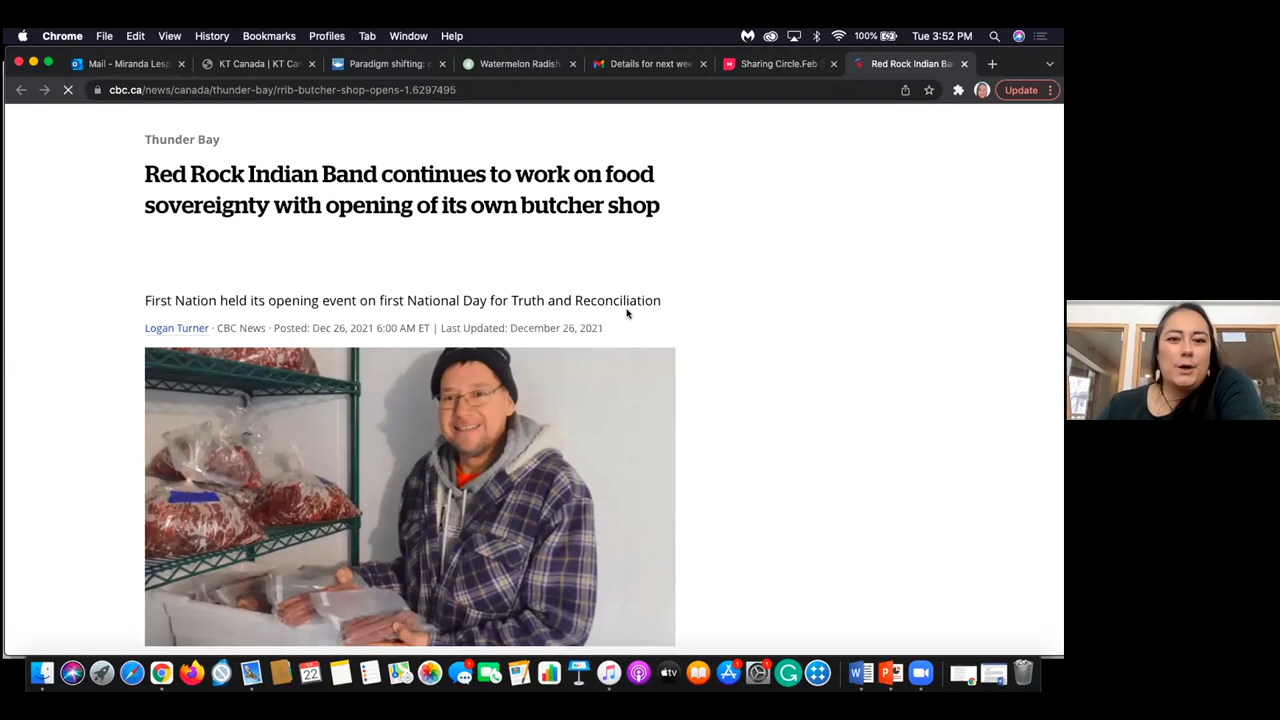 Chrome File Edit View History Bookmarks Profiles Tab Window Help 100% Tue 3:52 PM
Mail - Miranda Lesp KT Canada | KT Ca Paradigm shifting: Watermelon Radish Details for next wee Sharing Circle.Feb Red Rock Indian Ba
cbc.ca/news/canada/thunder-bay/rrib-butcher-shop-opens-1.6297495 Update
Thunder Bay
Red Rock Indian Band continues to work on food
sovereignty with opening of its own butcher shop
First Nation held its opening event on first National Day for Truth and Reconciliation
Logan Turner · CBC News · Posted: Dec 26, 2021 6:00 AM ET | Last Updated: December 26, 2021
FEB
22
tv